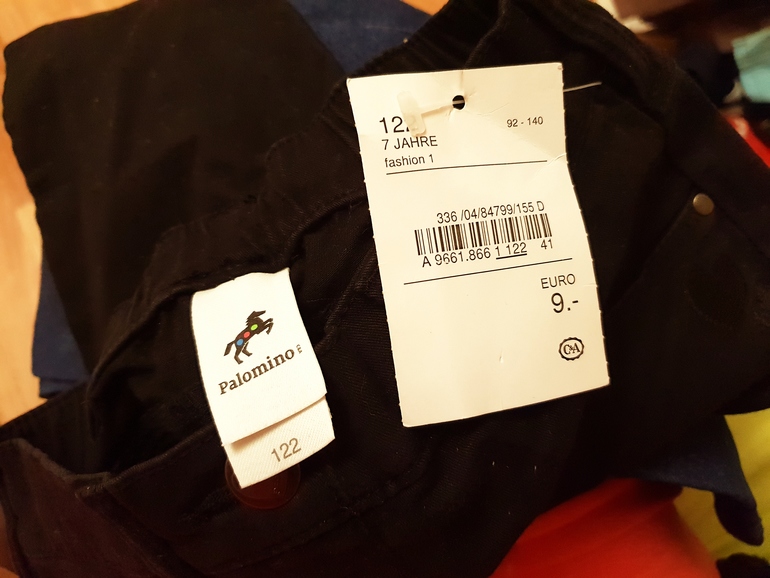 122
92 - 140
7 JAHRE
fashion 1
336 /04/84799/155 D
A 9661.866 1 122 41
EURO
9.-
C&A
Palomino
122